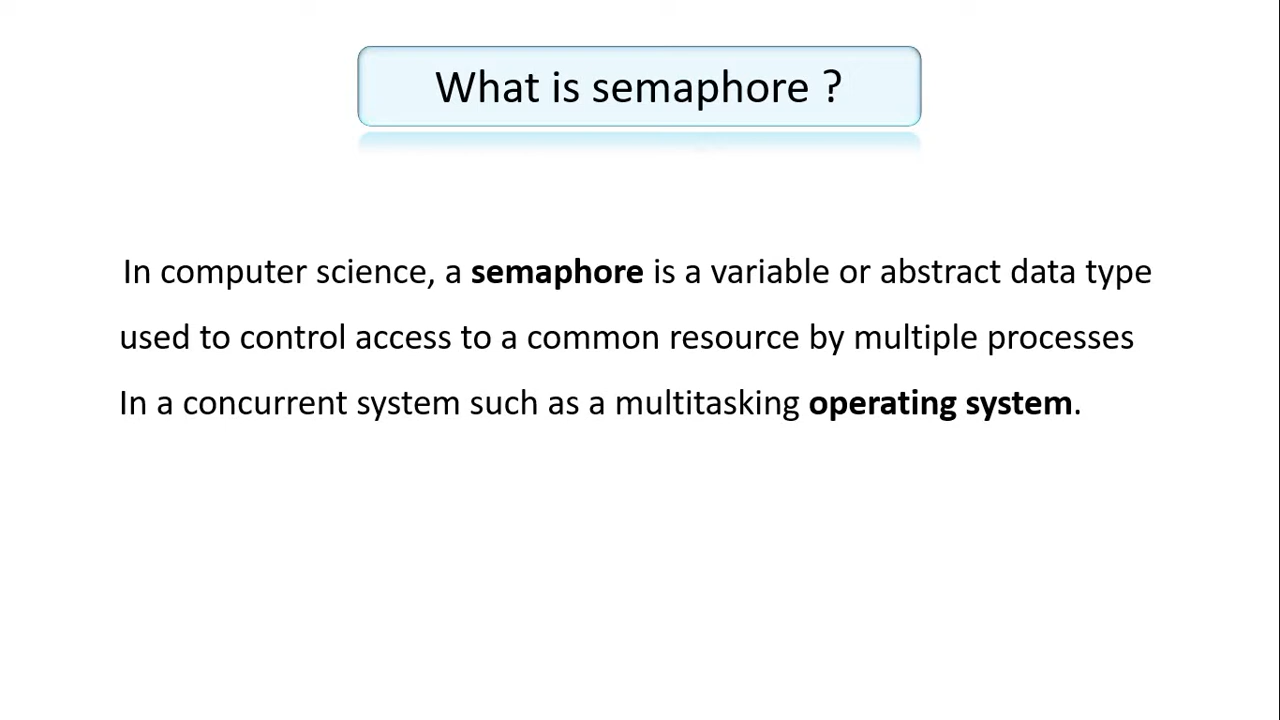 What is semaphore ?
In computer science, a semaphore is a variable or abstract data type
used to control access to a common resource by multiple processes
In a concurrent system such as a multitasking operating system.